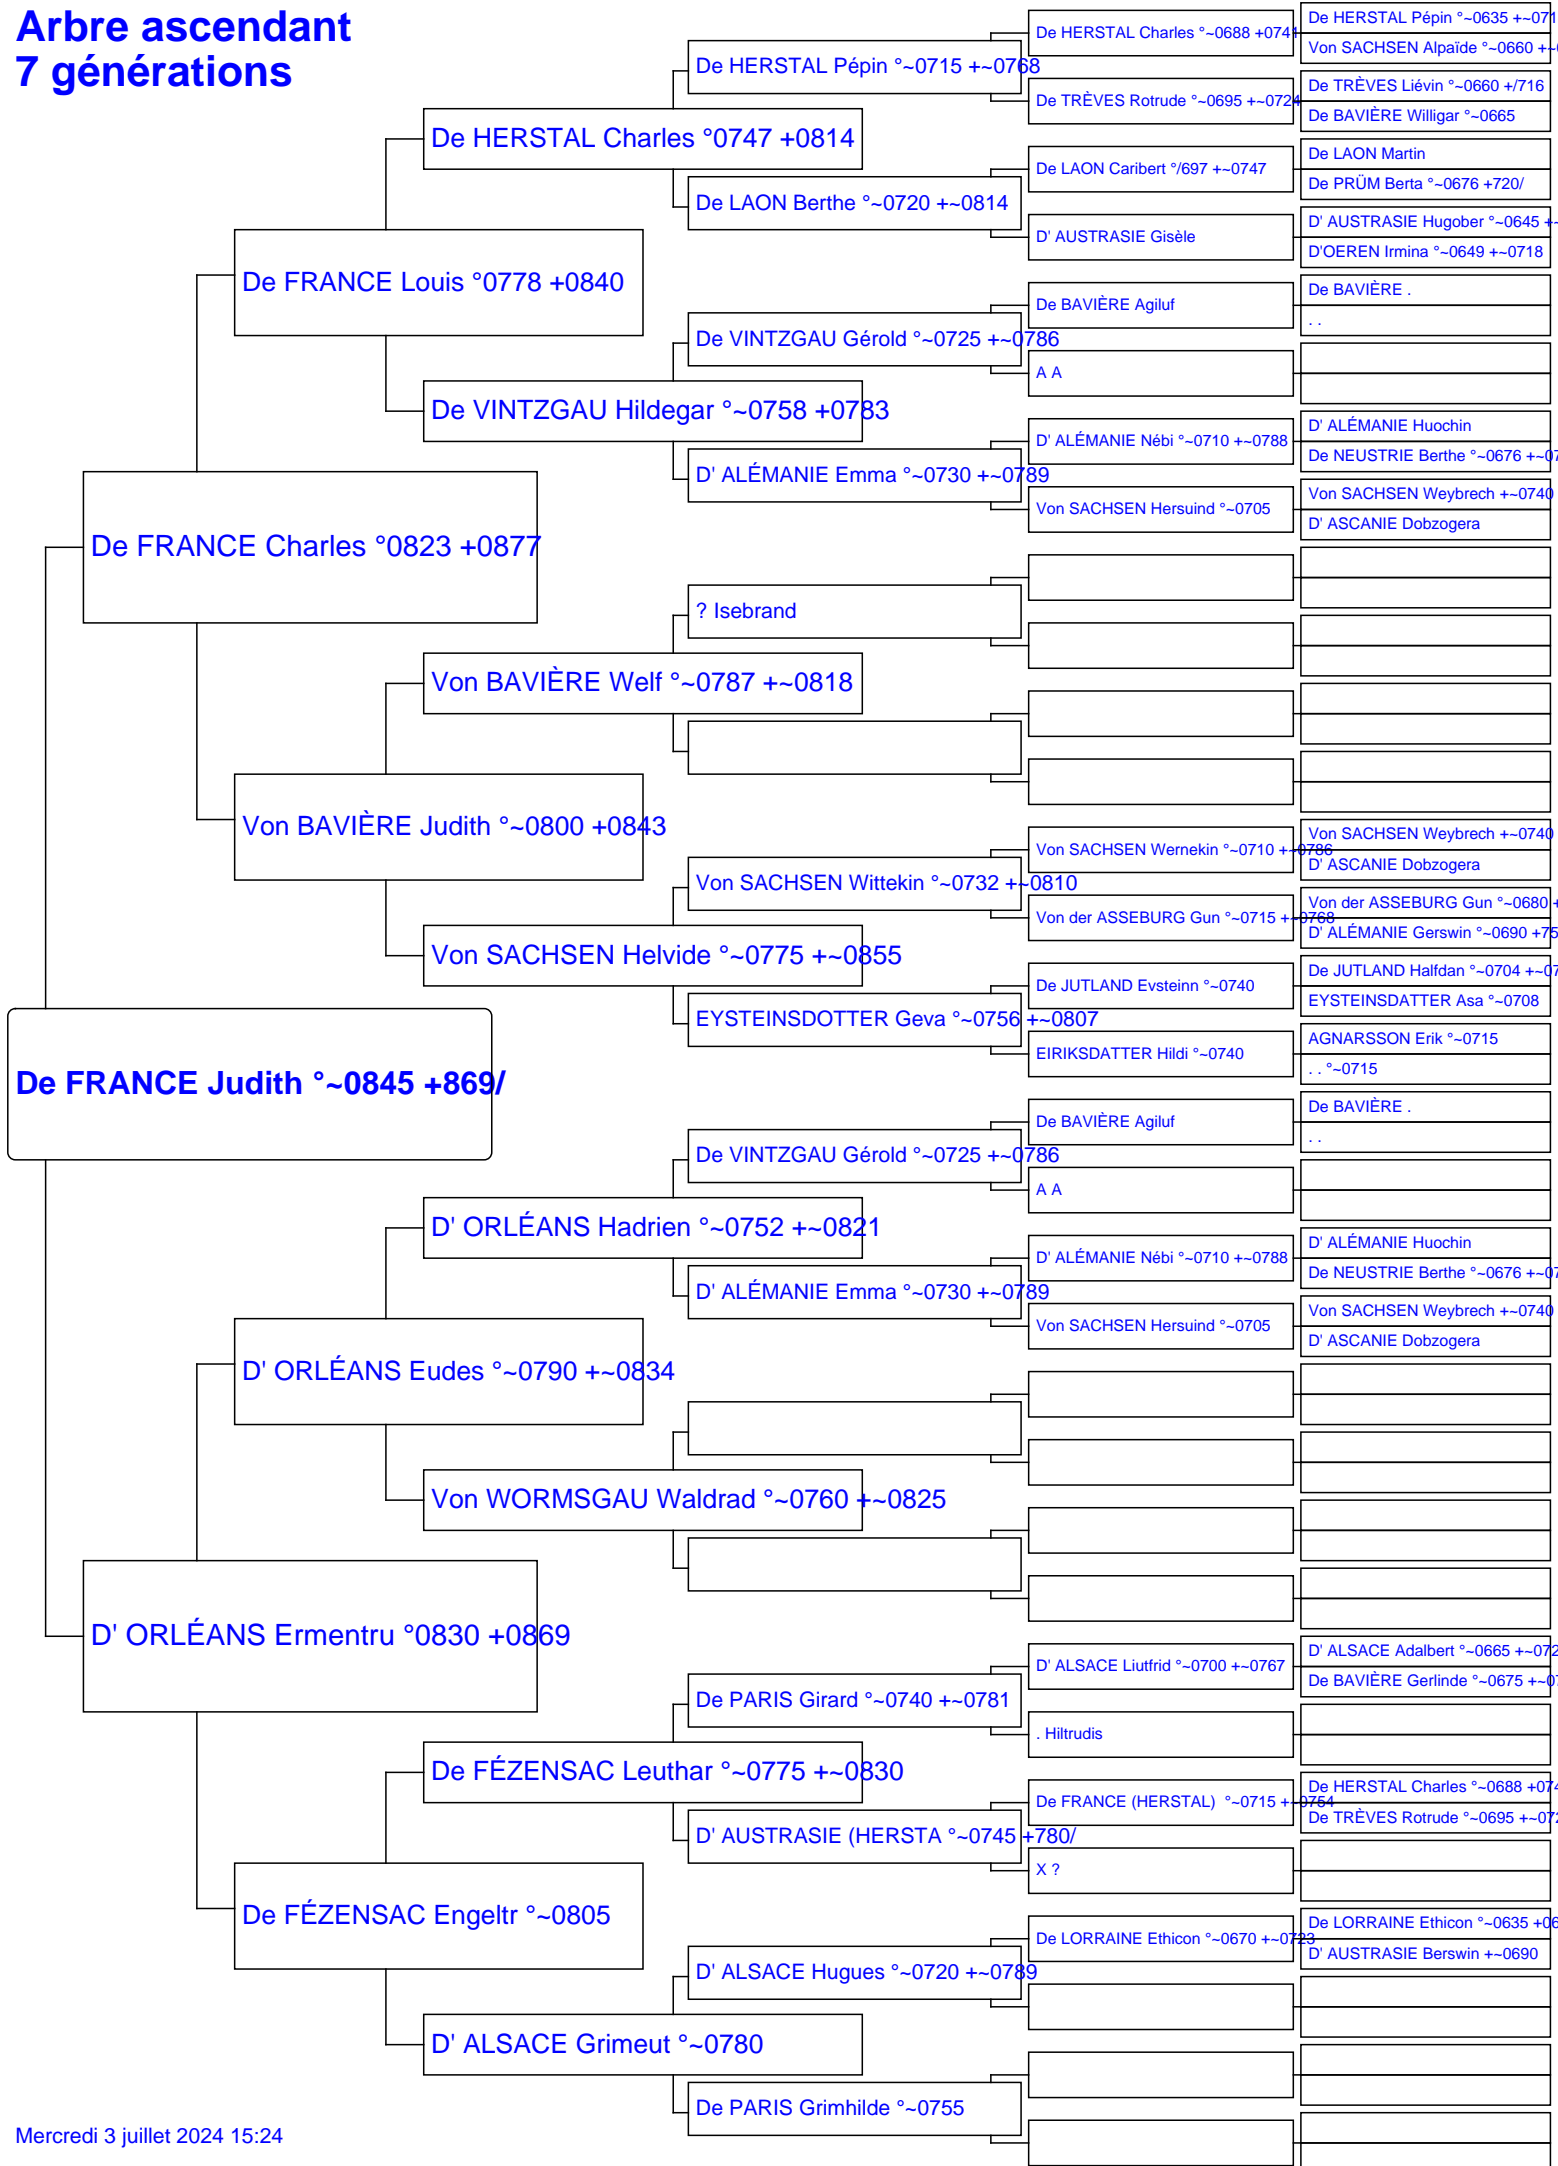 Arbre ascendant
7 générations
De HERSTAL Pépin °~0635 +~071
De HERSTAL Charles °~0688 +0741
Von SACHSEN Alpaïde °~0660 +~
De HERSTAL Pépin °~0715 +~0768
De TRÈVES Liévin °~0660 +/716
De TRÈVES Rotrude °~0695 +~0724
De BAVIÈRE Willigar °~0665
De HERSTAL Charles °0747 +0814
De LAON Martin
De LAON Caribert °/697 +~0747
De PRÜM Berta °~0676 +720/
De LAON Berthe °~0720 +~0814
D' AUSTRASIE Hugober °~0645 +~
D' AUSTRASIE Gisèle
D'OEREN Irmina °~0649 +~0718
De FRANCE Louis °0778 +0840
De BAVIÈRE .
De BAVIÈRE Agiluf
. .
De VINTZGAU Gérold °~0725 +~0786
A A
De VINTZGAU Hildegar °~0758 +0783
D' ALÉMANIE Huochin
D' ALÉMANIE Nébi °~0710 +~0788
De NEUSTRIE Berthe °~0676 +~07
D' ALÉMANIE Emma °~0730 +~0789
Von SACHSEN Weybrech +~0740
Von SACHSEN Hersuind °~0705
D' ASCANIE Dobzogera
De FRANCE Charles °0823 +0877
? Isebrand
Von BAVIÈRE Welf °~0787 +~0818
Von BAVIÈRE Judith °~0800 +0843
Von SACHSEN Weybrech +~0740
Von SACHSEN Wernekin °~0710 +~0786
D' ASCANIE Dobzogera
Von SACHSEN Wittekin °~0732 +~0810
Von der ASSEBURG Gun °~0680 +
Von der ASSEBURG Gun °~0715 +~0768
D' ALÉMANIE Gerswin °~0690 +75
Von SACHSEN Helvide °~0775 +~0855
De JUTLAND Halfdan °~0704 +~07
De JUTLAND Evsteinn °~0740
EYSTEINSDATTER Asa °~0708
EYSTEINSDOTTER Geva °~0756 +~0807
AGNARSSON Erik °~0715
EIRIKSDATTER Hildi °~0740
. . °~0715
De FRANCE Judith °~0845 +869/
De BAVIÈRE .
De BAVIÈRE Agiluf
. .
De VINTZGAU Gérold °~0725 +~0786
A A
D' ORLÉANS Hadrien °~0752 +~0821
D' ALÉMANIE Huochin
D' ALÉMANIE Nébi °~0710 +~0788
De NEUSTRIE Berthe °~0676 +~07
D' ALÉMANIE Emma °~0730 +~0789
Von SACHSEN Weybrech +~0740
Von SACHSEN Hersuind °~0705
D' ASCANIE Dobzogera
D' ORLÉANS Eudes °~0790 +~0834
Von WORMSGAU Waldrad °~0760 +~0825
D' ORLÉANS Ermentru °0830 +0869
D' ALSACE Adalbert °~0665 +~072
D' ALSACE Liutfrid °~0700 +~0767
De BAVIÈRE Gerlinde °~0675 +~07
De PARIS Girard °~0740 +~0781
. Hiltrudis
De FÉZENSAC Leuthar °~0775 +~0830
De HERSTAL Charles °~0688 +074
De FRANCE (HERSTAL) °~0715 +~0754
De TRÈVES Rotrude °~0695 +~072
D' AUSTRASIE (HERSTA °~0745 +780/
X ?
De FÉZENSAC Engeltr °~0805
De LORRAINE Ethicon °~0635 +06
De LORRAINE Ethicon °~0670 +~0723
D' AUSTRASIE Berswin +~0690
D' ALSACE Hugues °~0720 +~0789
D' ALSACE Grimeut °~0780
De PARIS Grimhilde °~0755
Mercredi 3 juillet 2024 15:24